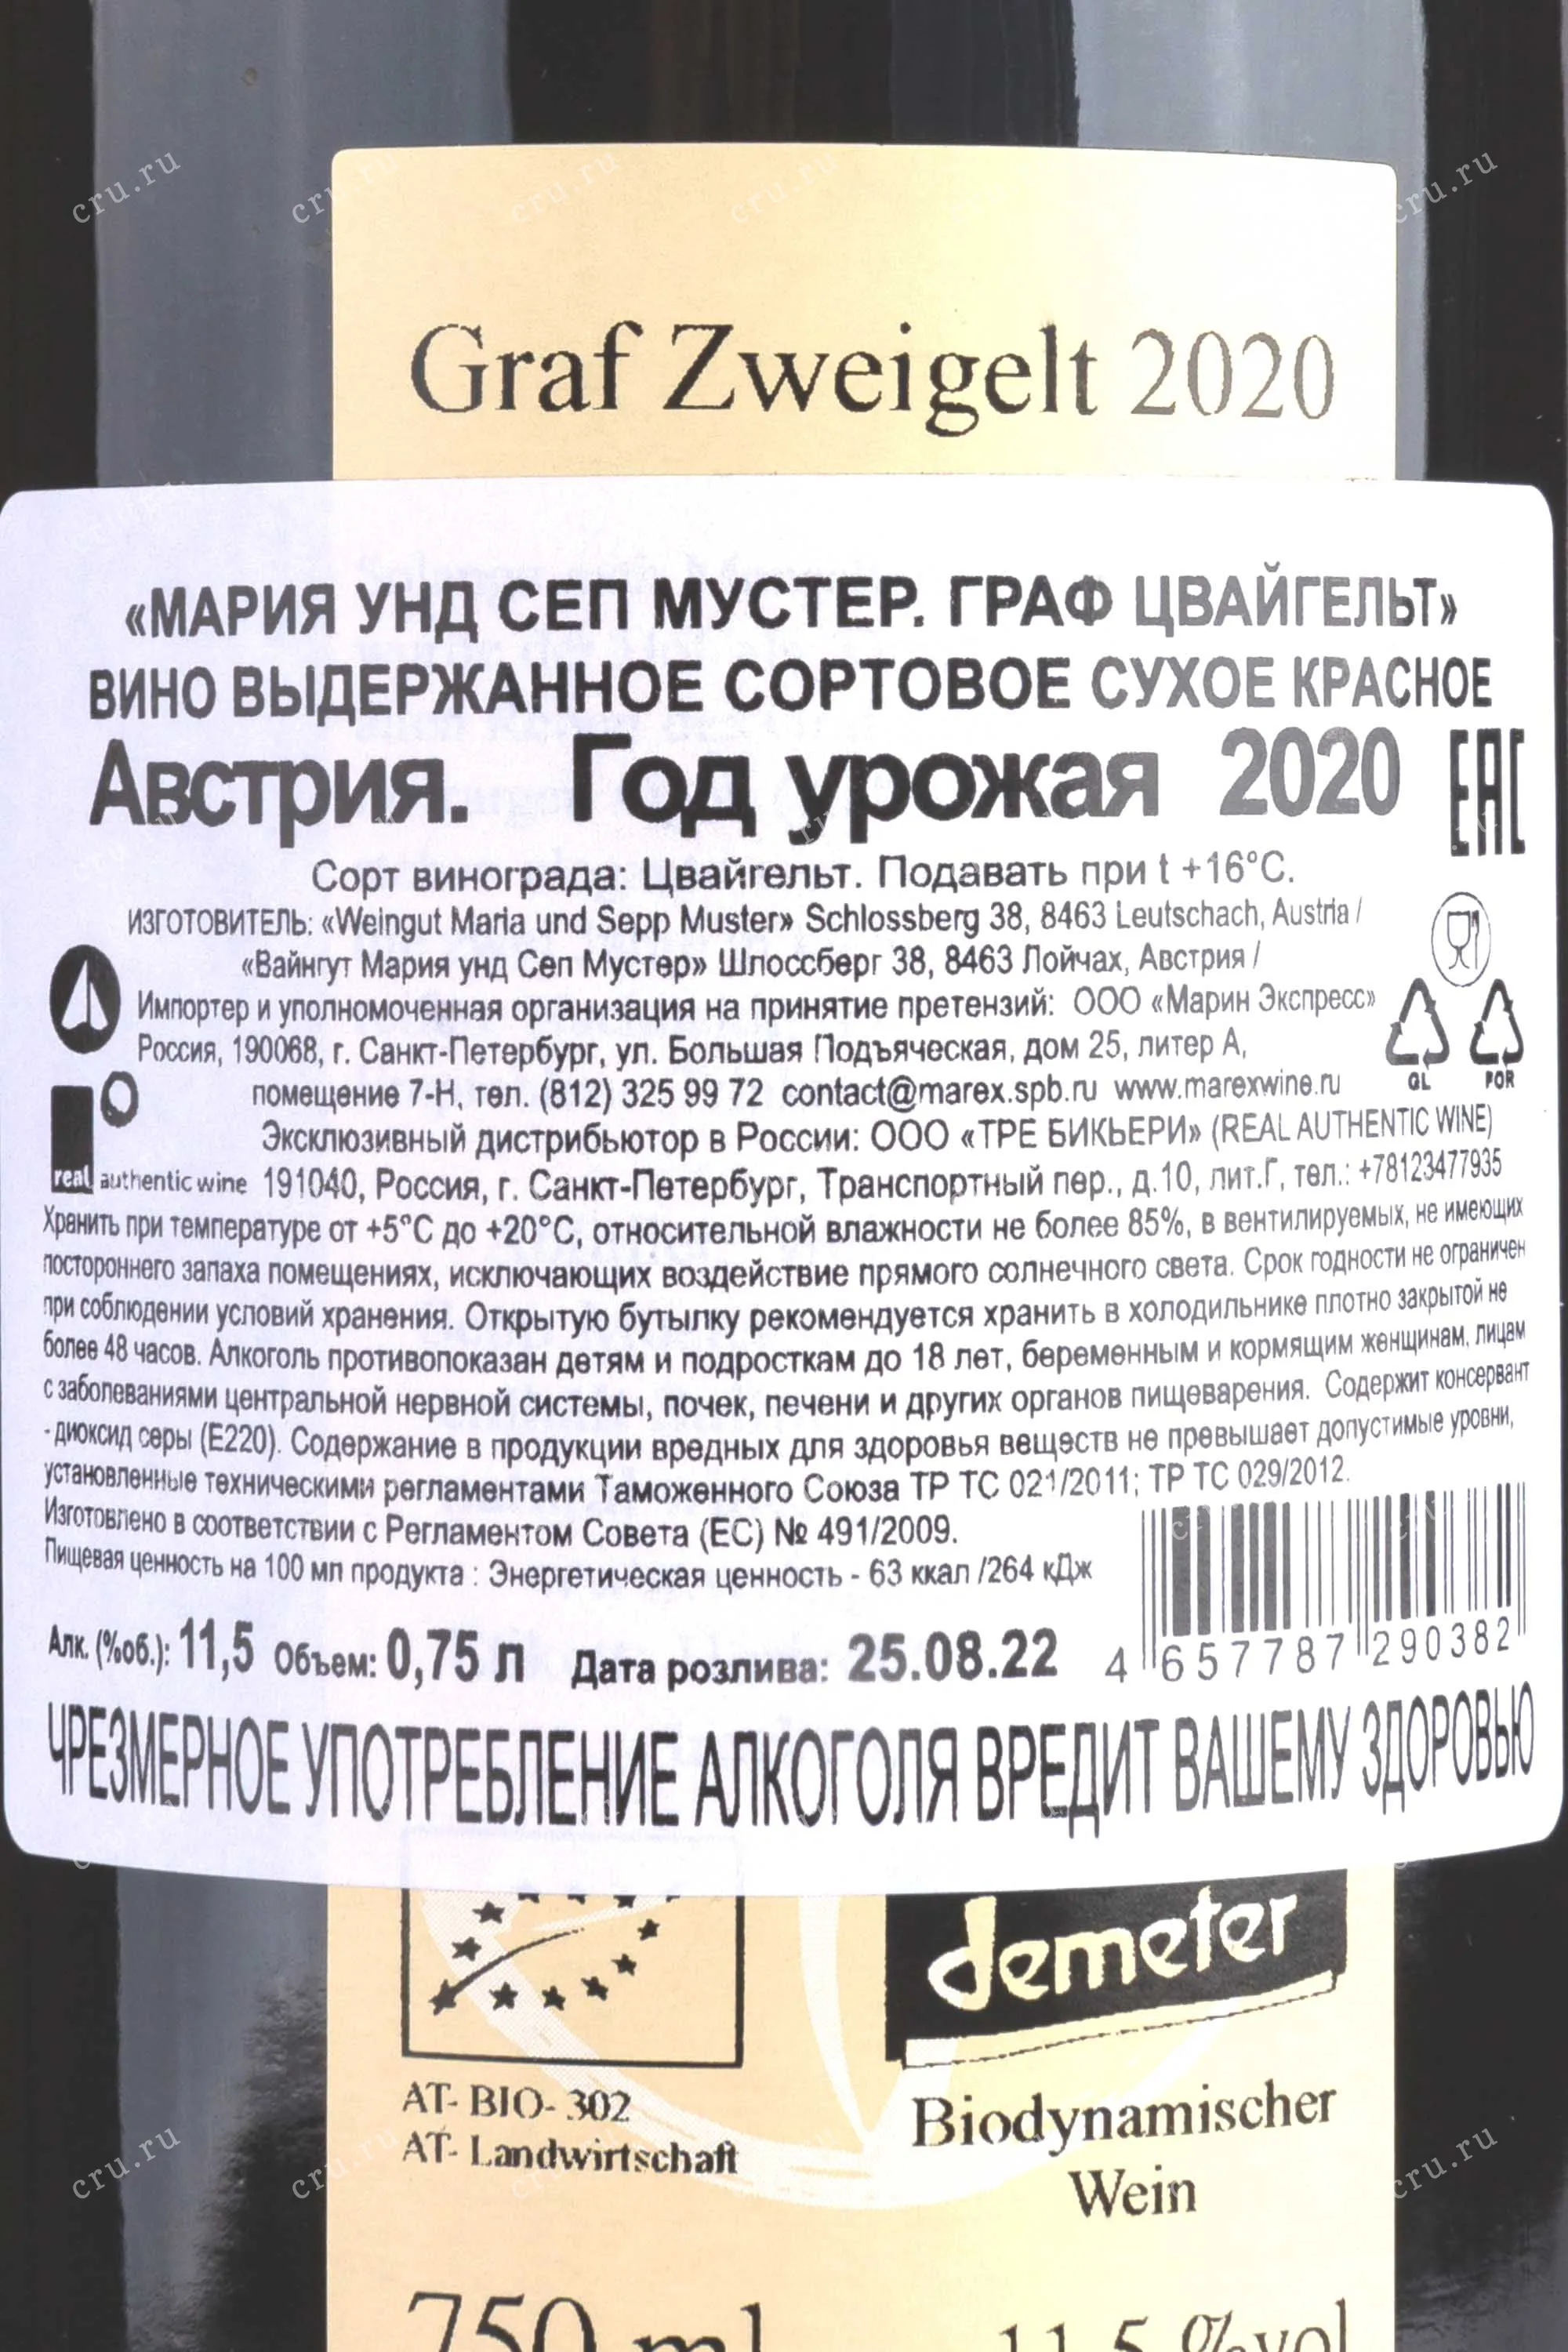 Graf Zweigelt 2020
«МАРИЯ УНД СЕП МУСТЕР. ГРАФ ЦВАЙГЕЛЬТ»
ВИНО ВЫДЕРЖАННОЕ СОРТОВОЕ СУХОЕ КРАСНОЕ
Австрия. Год урожая 2020 EAC
Сорт винограда: Цвайгельт. Подавать при t +16°C.
ИЗГОТОВИТЕЛЬ: «Weingut Maria und Sepp Muster» Schlossberg 38, 8463 Leutschach, Austria /
«Вайнгут Мария унд Сеп Мустер» Шлоссберг 38, 8463 Лойчах, Австрия /
Импортер и уполномоченная организация на принятие претензий: ООО «Марин Экспресс»
Россия, 190068, г. Санкт-Петербург, ул. Большая Подъяческая, дом 25, литер А,
GL FOR
помещение 7-Н, тел. (812) 325 99 72 contact@marex.spb.ru www.marexwine.ru
Эксклюзивный дистрибьютор в России: ООО «ТРЕ БИКЬЕРИ» (REAL AUTHENTIC WINE)
real authentic wine 191040, Россия, г. Санкт-Петербург, Транспортный пер., д.10, лит.Г, тел.: +78123477935
Хранить при температуре от +5°C до +20°C, относительной влажности не более 85%, в вентилируемых, не имеющих
постороннего запаха помещениях, исключающих воздействие прямого солнечного света. Срок годности не ограничен
при соблюдении условий хранения. Открытую бутылку рекомендуется хранить в холодильнике плотно закрытой не
более 48 часов. Алкоголь противопоказан детям и подросткам до 18 лет, беременным и кормящим женщинам, лицам
с заболеваниями центральной нервной системы, почек, печени и других органов пищеварения. Содержит консервант
- диоксид серы (E220). Содержание в продукции вредных для здоровья веществ не превышает допустимые уровни,
установленные техническими регламентами Таможенного Союза ТР ТС 021/2011; ТР ТС 029/2012.
Изготовлено в соответствии с Регламентом Совета (ЕС) № 491/2009.
Пищевая ценность на 100 мл продукта : Энергетическая ценность - 63 ккал /264 кДж
Алк. (%об.): 11,5 Объем: 0,75 л Дата розлива: 25.08.22
4 657787 290382
ЧРЕЗМЕРНОЕ УПОТРЕБЛЕНИЕ АЛКОГОЛЯ ВРЕДИТ ВАШЕМУ ЗДОРОВЬЮ
demeter
AT- BIO- 302
AT- Landwirtschaft
Biodynamischer
Wein
750 ml 11,5 %vol
cru.ru